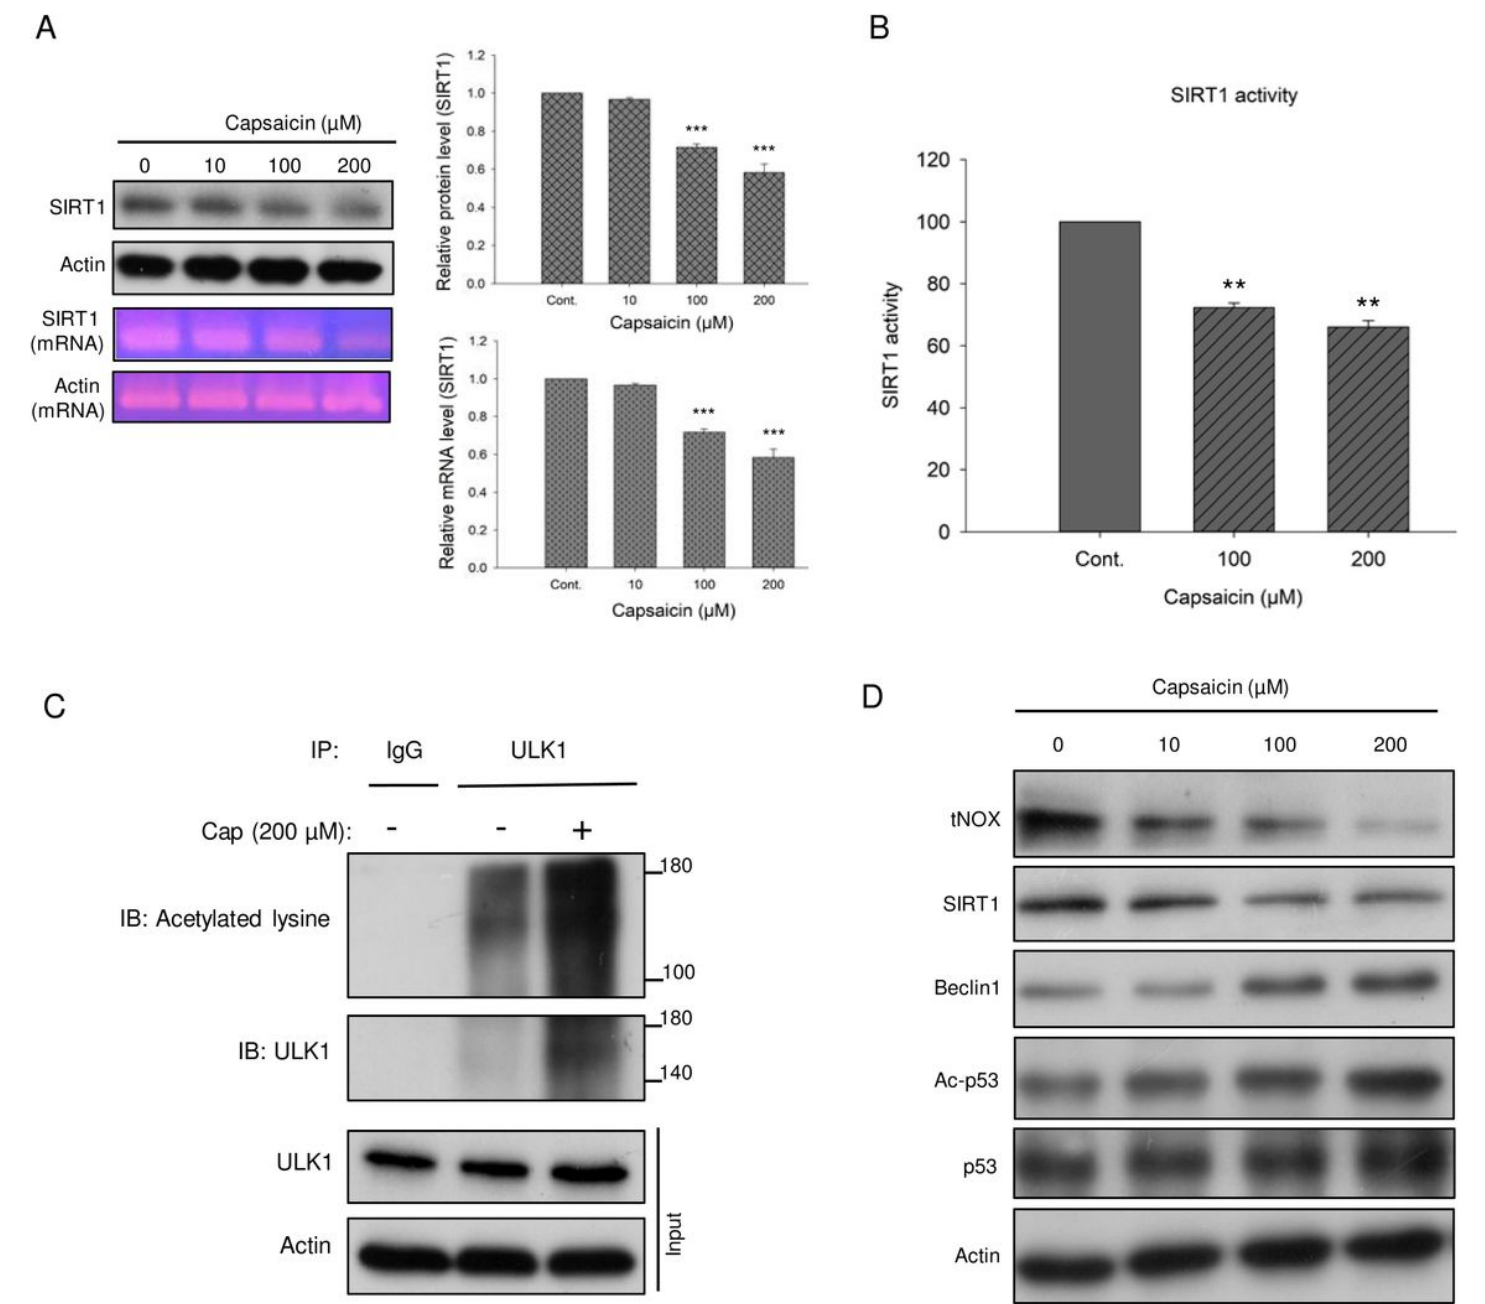 A
Capsaicin (µM)
0 10 100 200
SIRT1
Actin
SIRT1
(mRNA)
Actin
(mRNA)
Relative protein level (SIRT1)
1.2
1.0
0.8
0.6
0.4
0.2
0.0
***
***
Cont. 10 100 200
Capsaicin (µM)
Relative mRNA level (SIRT1)
1.2
1.0
0.8
0.6
0.4
0.2
0.0
***
***
Cont. 10 100 200
Capsaicin (µM)
B
SIRT1 activity
SIRT1 activity
120
100
80
60
40
20
0
**
**
Cont. 100 200
Capsaicin (µM)
C
IP: IgG ULK1
Cap (200 µM): - - +
IB: Acetylated lysine
180
100
IB: ULK1
180
140
ULK1
Actin
Input
D
Capsaicin (µM)
0 10 100 200
tNOX
SIRT1
Beclin1
Ac-p53
p53
Actin